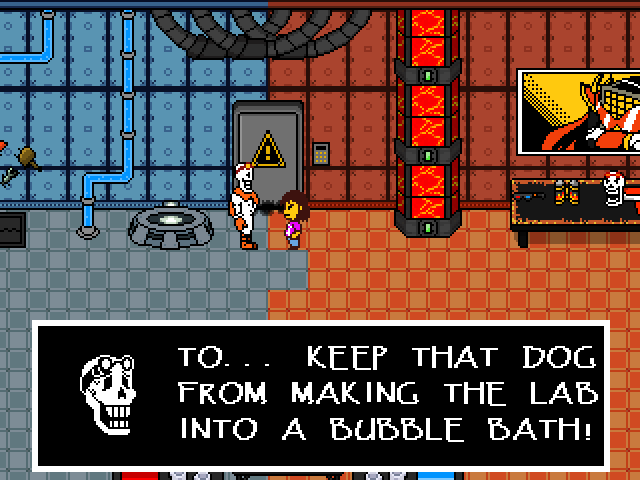 TO... KEEP THAT DOG
FROM MAKING THE LAB
INTO A BUBBLE BATH!